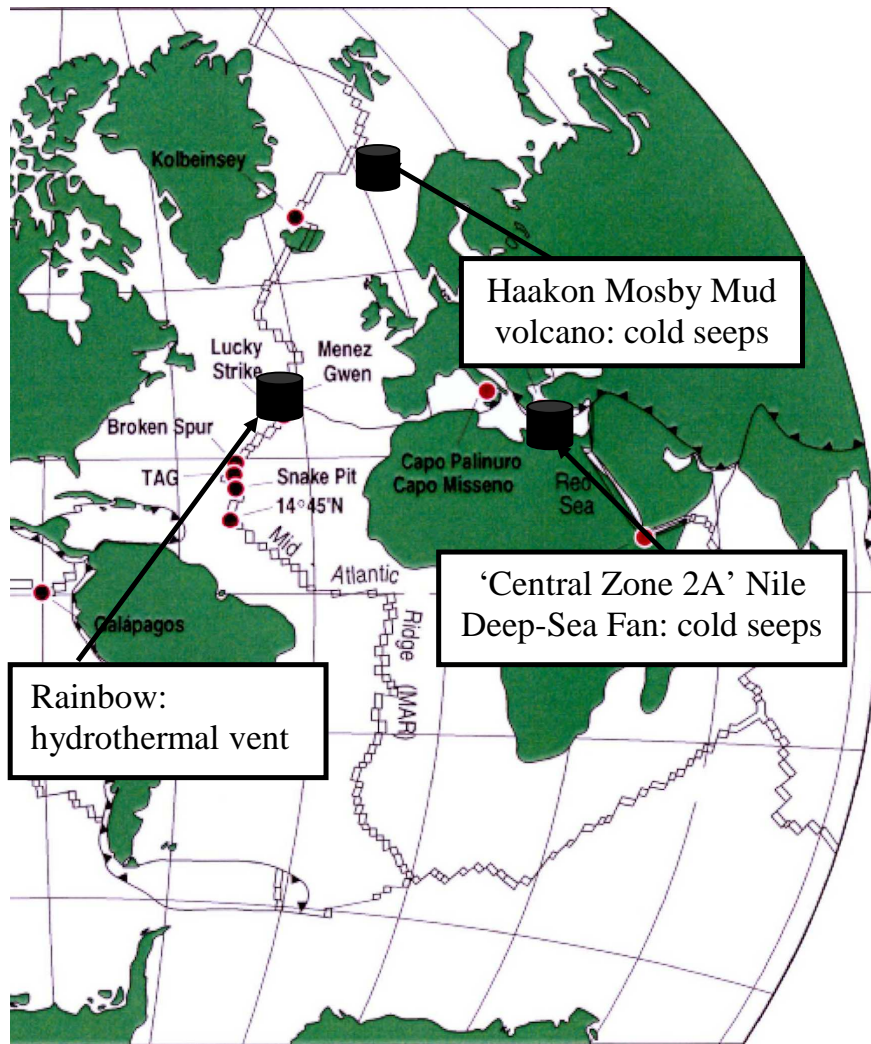 Kolbeinsey
Haakon Mosby Mud
volcano: cold seeps
Lucky
Strike
Menez
Gwen
Broken Spur
TAG
Snake Pit
14°45'N
Capo Palinuro
Capo Misseno
Red
Sea
Mid
Atlantic
Ridge
(MAR)
Galápagos
‘Central Zone 2A’ Nile
Deep-Sea Fan: cold seeps
Rainbow:
hydrothermal vent